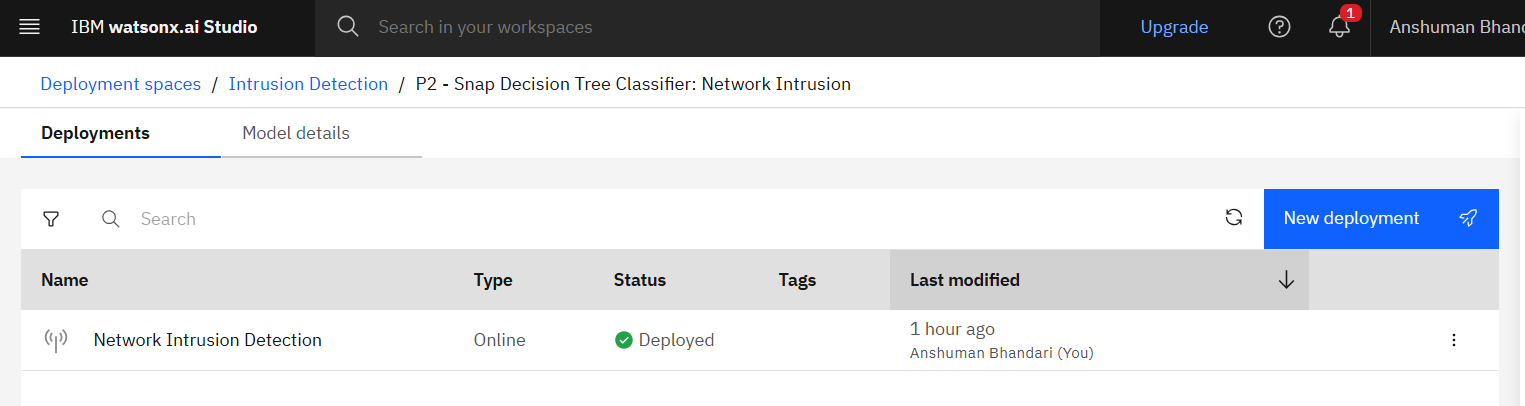 IBM watsonx.ai Studio Search in your workspaces Upgrade 1
Deployment spaces / Intrusion Detection / P2 - Snap Decision Tree Classifier: Network Intrusion
Deployments Model details
Search New deployment
Name Type Status Tags Last modified
Network Intrusion Detection Online Deployed 1 hour ago
Anshuman Bhandari (You)